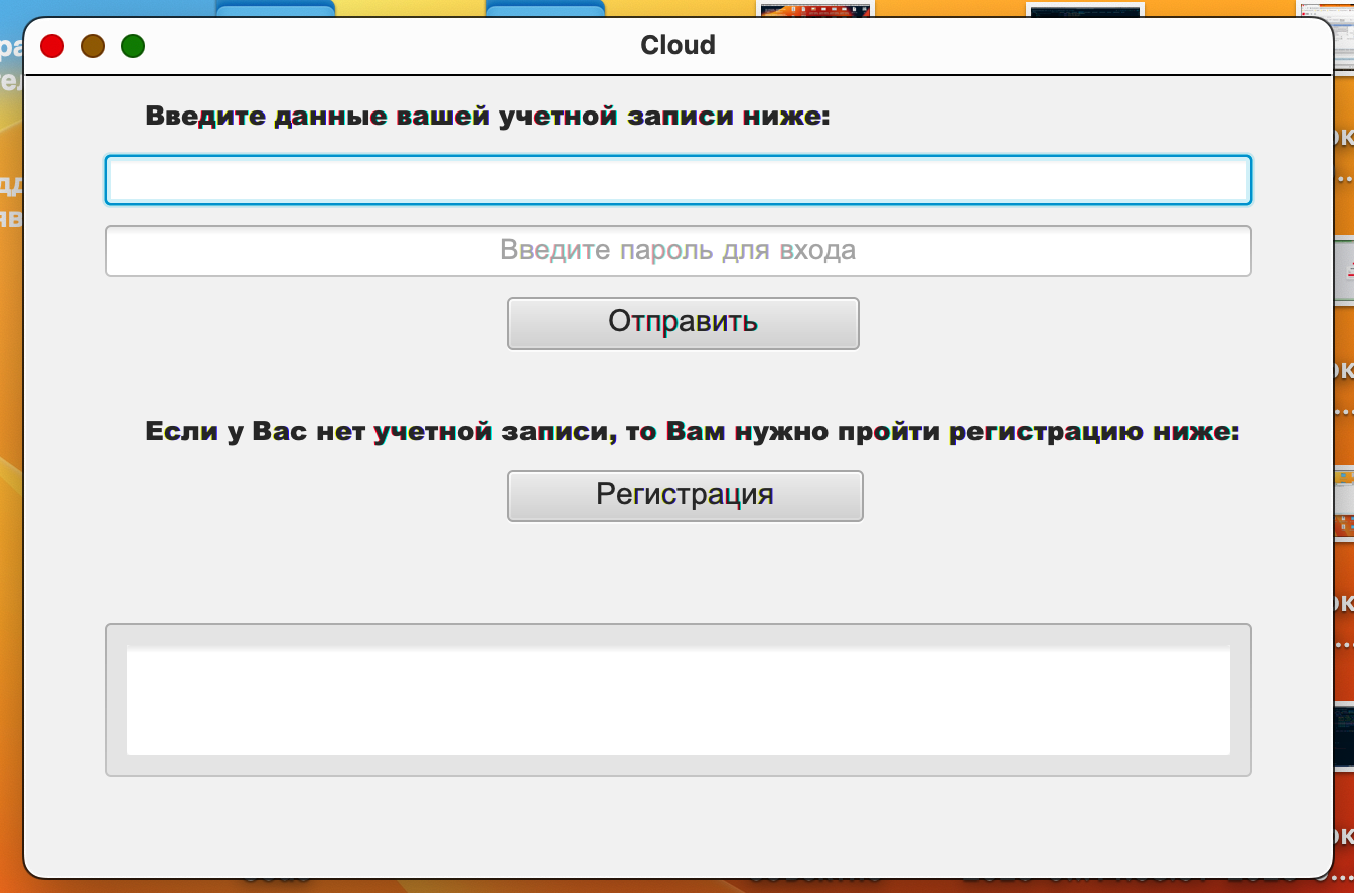 Cloud
Введите данные вашей учетной записи ниже:
Введите пароль для входа
Отправить
Если у Вас нет учетной записи, то Вам нужно пройти регистрацию ниже:
Регистрация